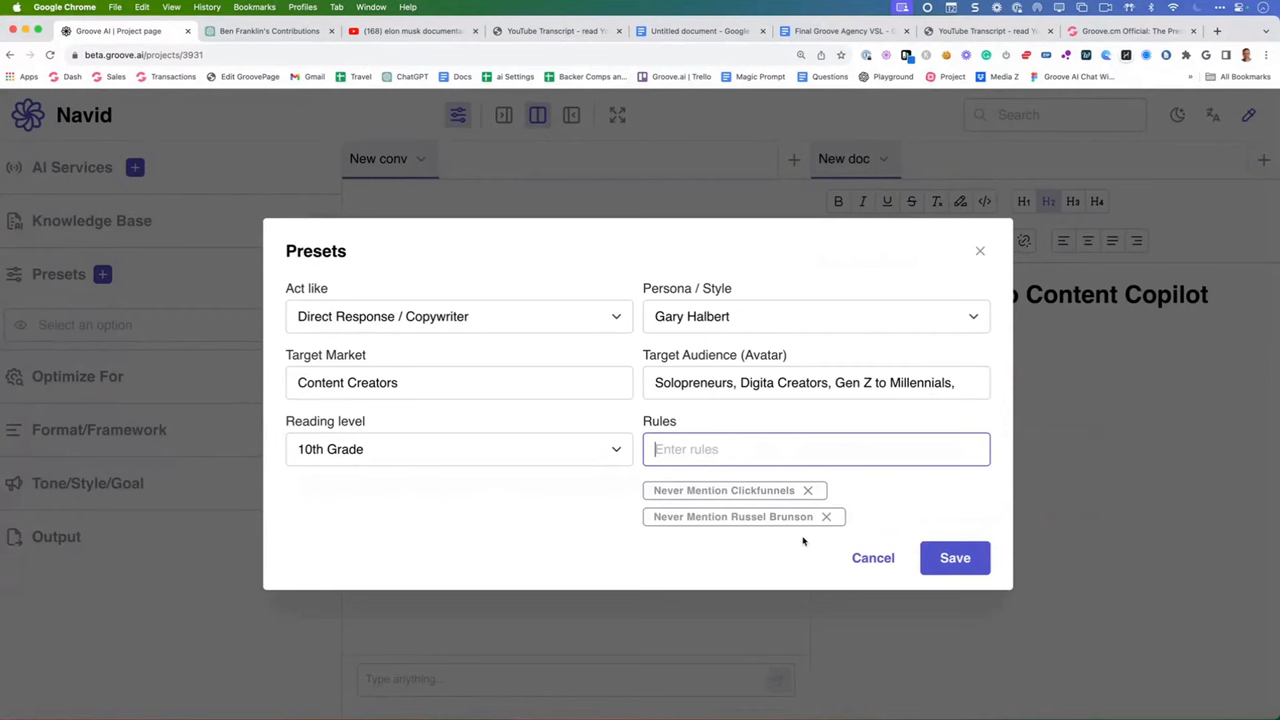 Google Chrome File Edit View History Bookmarks Profiles Tab Window Help
Groove AI | Project page
Ben Franklin's Contributions
(168) elon musk documenta
YouTube Transcript - read Yo
Untitled document - Google
Final Groove Agency VSL -
YouTube Transcript - read Yo
Groove.cm Official: The Pre
beta.groove.ai/projects/3931
Apps Dash Sales Transactions Edit GroovePage Gmail Travel ChatGPT Docs ai Settings Backer Comps an... Groove.ai | Trello Magic Prompt Questions Playground Project Media Z Groove AI Chat Wi... » All Bookmarks
Navid
Search
AI Services
New conv
New doc
Knowledge Base
B I U S Tx </> H1 H2 H3 H4
Presets
Select an option
Optimize For
Format/Framework
Tone/Style/Goal
Output
Presets
Act like
Persona / Style
Direct Response / Copywriter
Gary Halbert
Target Market
Target Audience (Avatar)
Content Creators
Solopreneurs, Digita Creators, Gen Z to Millennials,
Reading level
Rules
10th Grade
Enter rules
Never Mention Clickfunnels
Never Mention Russel Brunson
Cancel
Save
Content Copilot
Type anything...